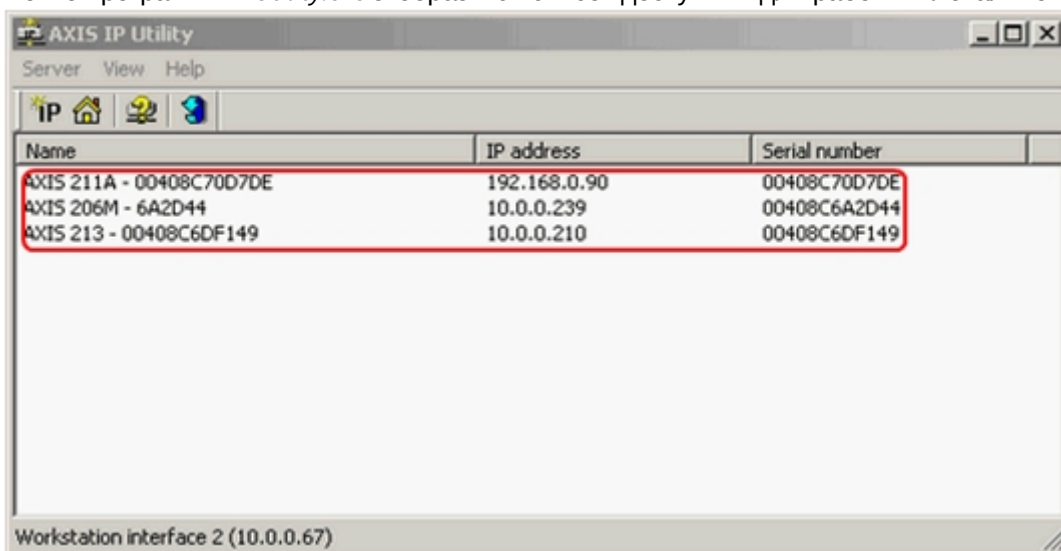 AXIS IP Utility
Server View Help
IP
Name IP address Serial number
AXIS 211A - 00408C70D7DE 192.168.0.90 00408C70D7DE
AXIS 206M - 6A2D44 10.0.0.239 00408C6A2D44
AXIS 213 - 00408C6DF149 10.0.0.210 00408C6DF149
Workstation interface 2 (10.0.0.67)